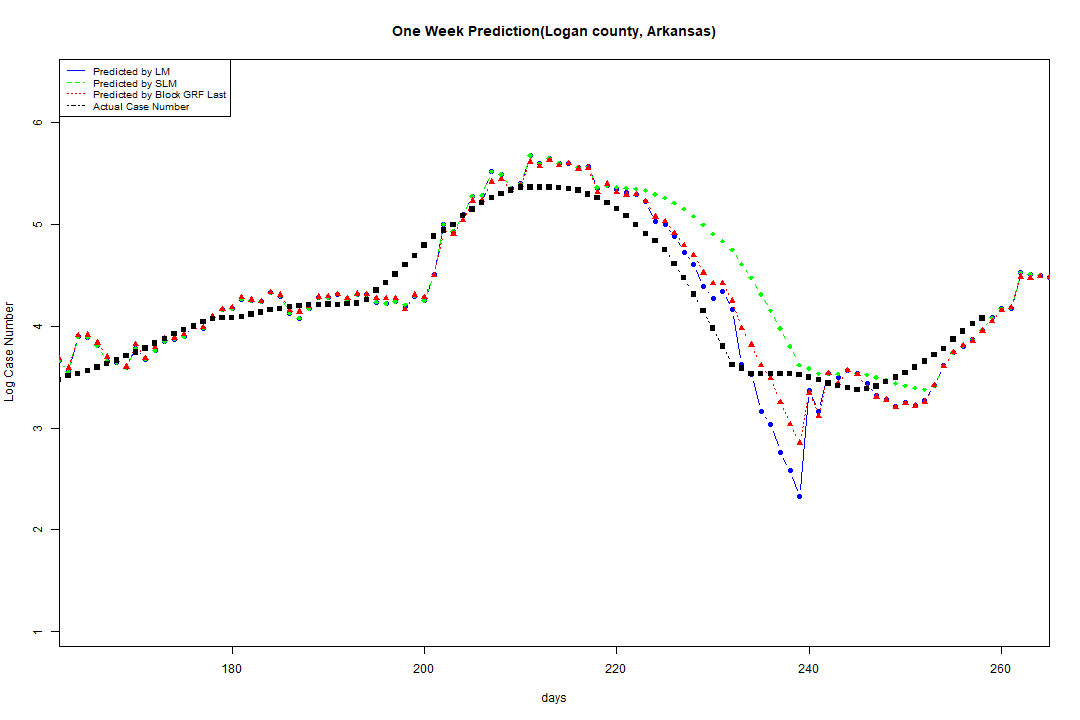 One Week Prediction(Logan county, Arkansas)
Predicted by LM
Predicted by SLM
Predicted by Block GRF Last
Actual Case Number
Log Case Number
6
5
4
3
2
1
180 200 220 240 260
days